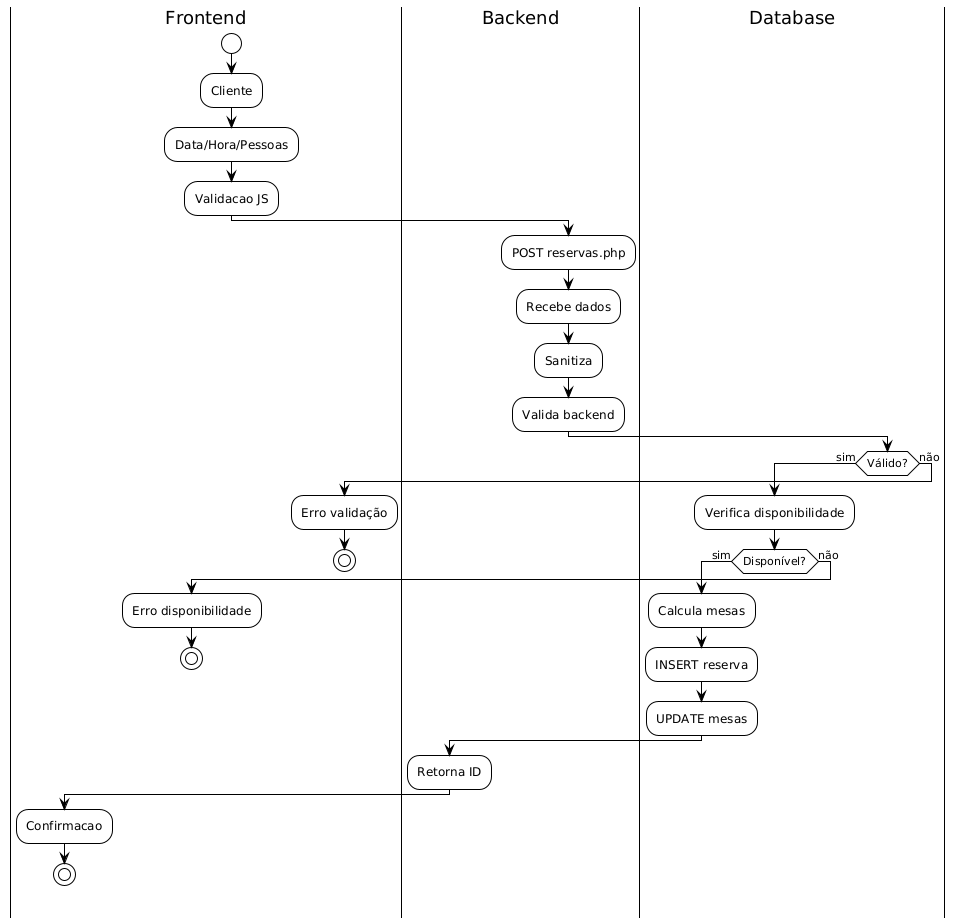 Frontend
Backend
Database
Cliente
Data/Hora/Pessoas
Validacao JS
POST reservas.php
Recebe dados
Sanitiza
Valida backend
sim
Válido?
não
Erro validação
Verifica disponibilidade
sim
Disponível?
não
Erro disponibilidade
Calcula mesas
INSERT reserva
UPDATE mesas
Retorna ID
Confirmacao